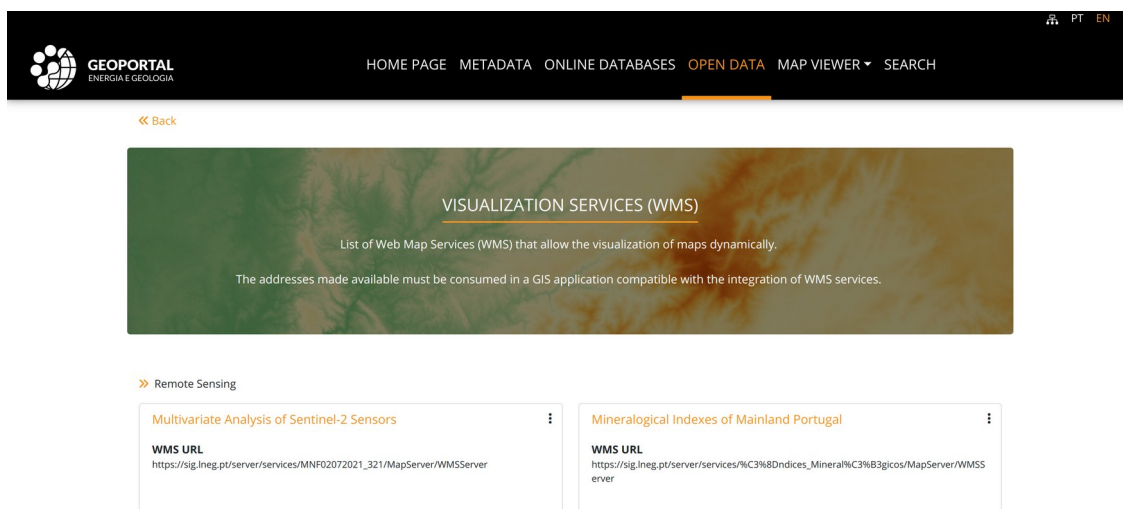 PT EN
GEOPORTAL
ENERGIA E GEOLOGIA
HOME PAGE METADATA ONLINE DATABASES OPEN DATA MAP VIEWER SEARCH
Back
VISUALIZATION SERVICES (WMS)
List of Web Map Services (WMS) that allow the visualization of maps dynamically.
The addresses made available must be consumed in a GIS application compatible with the integration of WMS services.
Remote Sensing
Multivariate Analysis of Sentinel-2 Sensors
WMS URL
https://sig.lneg.pt/server/services/MNF02072021_321/MapServer/WMSServer
Mineralogical Indexes of Mainland Portugal
WMS URL
https://sig.lneg.pt/server/services/%C3%8Dndices_Mineral%C3%B3gicos/MapServer/WMSS
erver